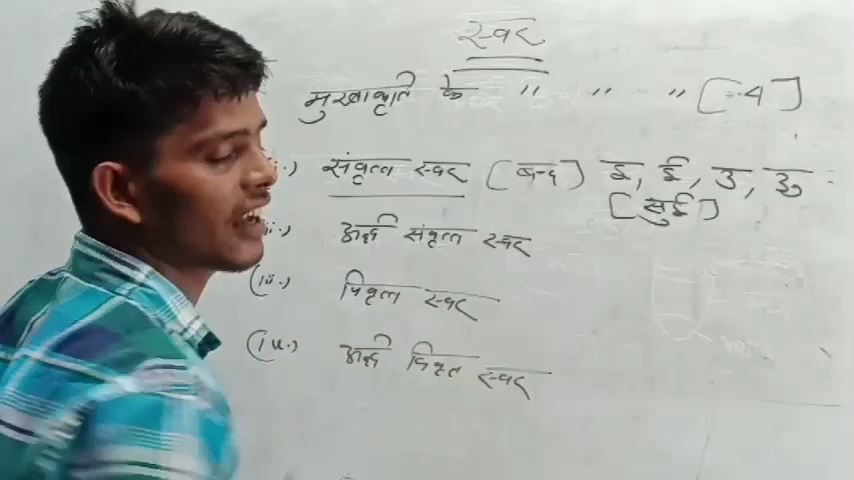 स्वर
मुखाकृति के " " " [-4]
i.) संवृत्त स्वर [बन्द] इ, ई, उ, ऊ
[सुई]
ii.) अर्द्ध संवृत्त स्वर
(iii.) विवृत्त स्वर
(iv.) अर्द्ध विवृत स्वर